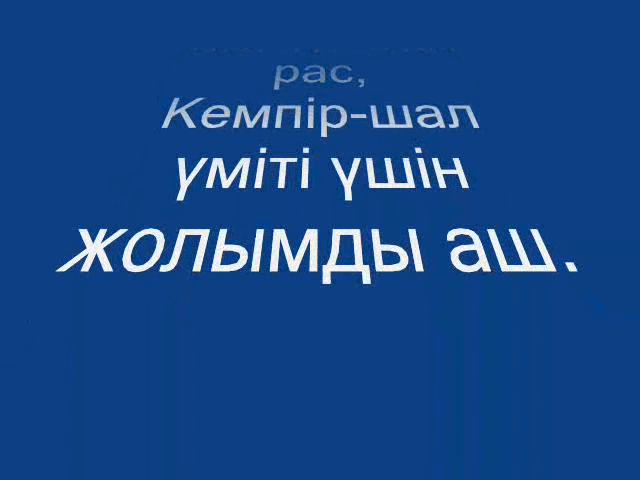 рас,
Кемпір-шал
үміті үшін
жолымды аш.